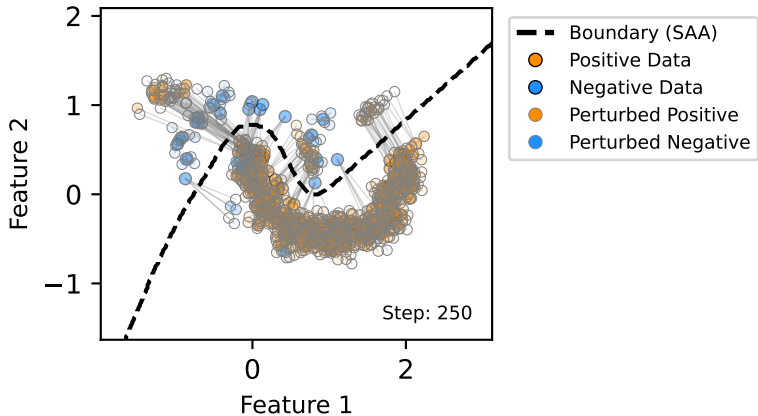 2
1
0
−1
Feature 2
0
2
Feature 1
Step: 250
Boundary (SAA)
Positive Data
Negative Data
Perturbed Positive
Perturbed Negative